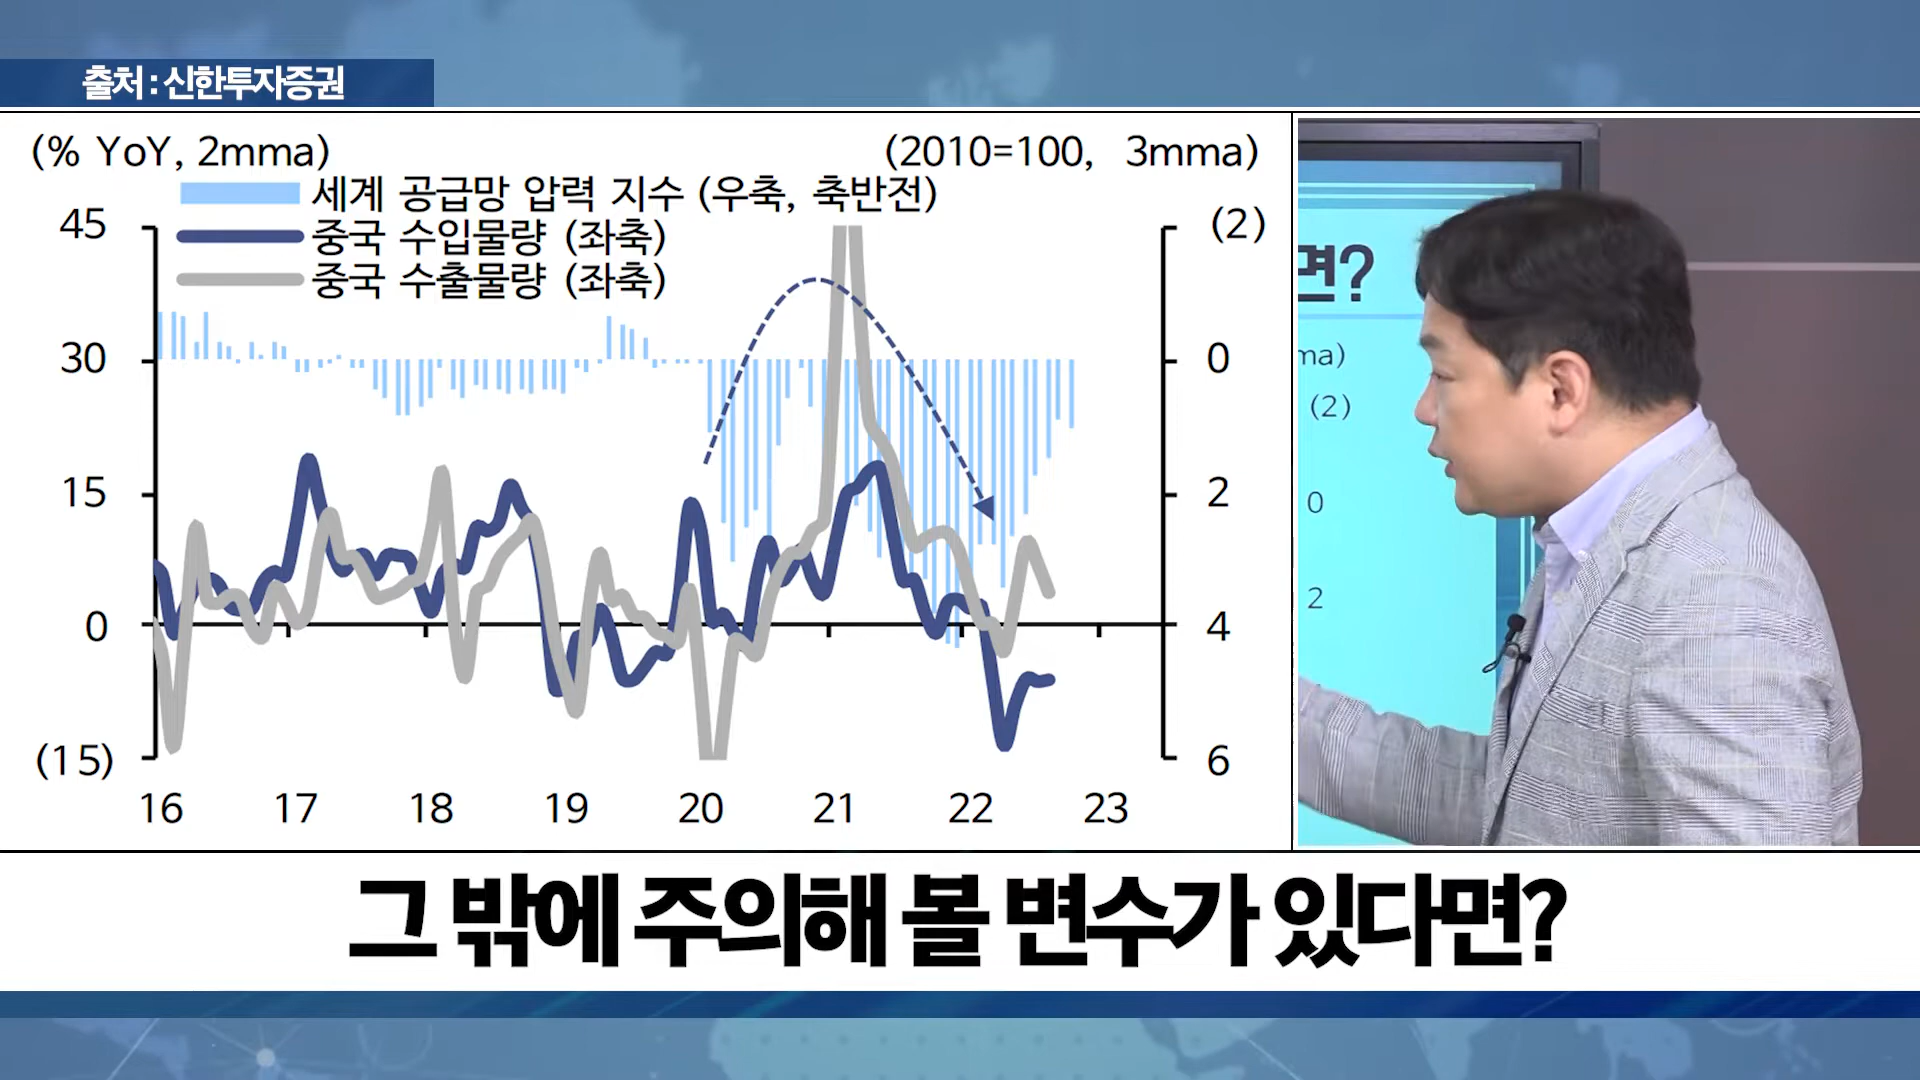 출처 : 신한투자증권
(% YoY, 2mma)
(2010=100, 3mma)
세계 공급망 압력 지수 (우축, 축반전)
중국 수입물량 (좌축)
중국 수출물량 (좌축)
45
30
15
0
(15)
(2)
0
2
4
6
16 17 18 19 20 21 22 23
면?
ma)
(2)
0
2
그 밖에 주의해 볼 변수가 있다면?